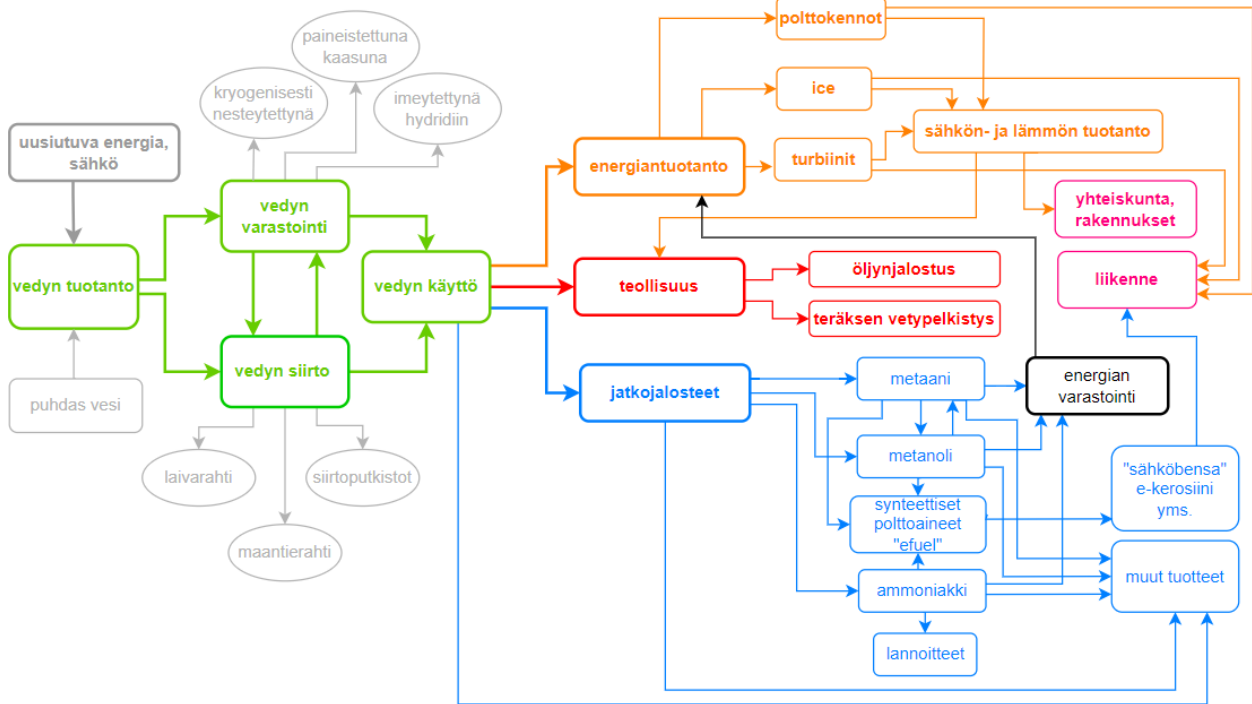 polttokennot
paineistettuna
kaasuna
kryogenisesti
nesteytettynä
imeytettynä
hydridiin
ice
uusiutuva energia,
sähkö
sähkön- ja lämmön tuotanto
energiantuotanto
turbiinit
vedyn
varastointi
yhteiskunta,
rakennukset
vedyn tuotanto
vedyn käyttö
teollisuus
öljynjalostus
liikenne
teräksen vetypelkistys
vedyn siirto
puhdas vesi
jatkojalosteet
metaani
energian
varastointi
metanoli
laivarahti
siirtoputkistot
"sähköbensa"
e-kerosiini
yms.
synteettiset
polttoaineet
"efuel"
maantierahti
muut tuotteet
ammoniakki
lannoitteet